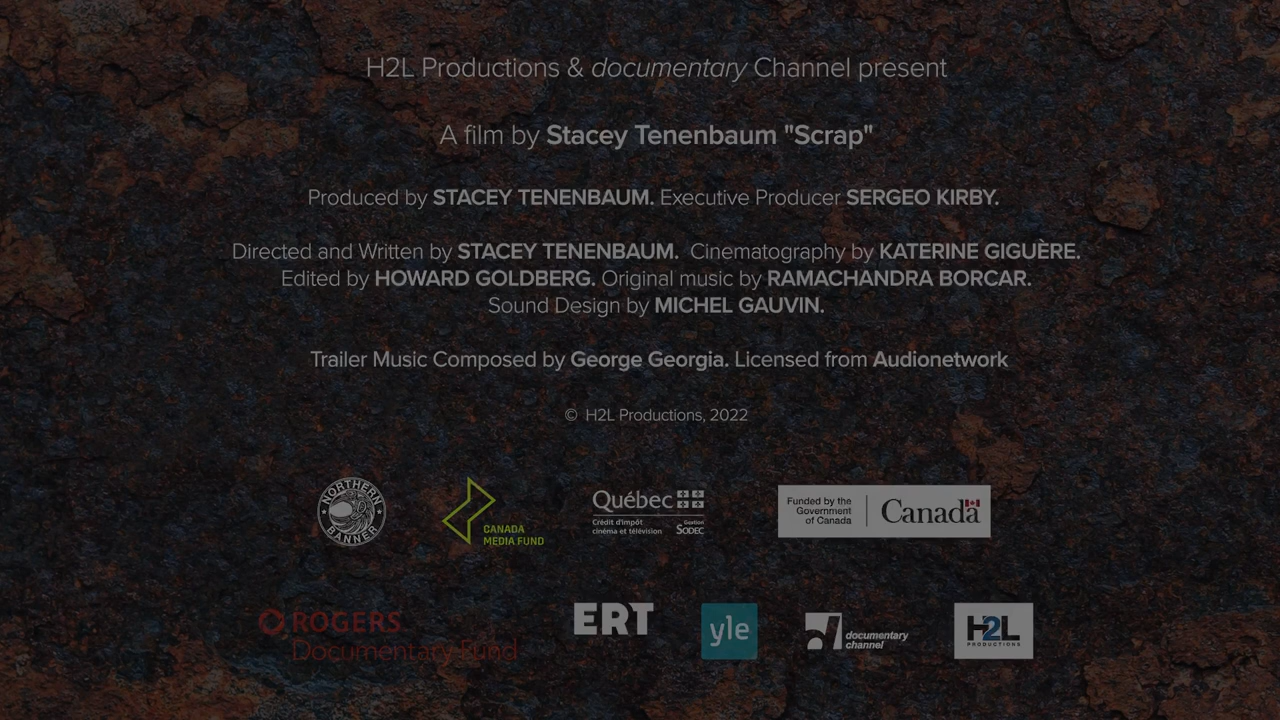 H2L Productions & documentary Channel present
A film by Stacey Tenenbaum "Scrap"
Produced by STACEY TENENBAUM. Executive Producer SERGEO KIRBY.
Directed and Written by STACEY TENENBAUM.  Cinematography by KATERINE GIGUÈRE.
Edited by HOWARD GOLDBERG. Original music by RAMACHANDRA BORCAR.
Sound Design by MICHEL GAUVIN.
Trailer Music Composed by George Georgia. Licensed from Audionetwork
© H2L Productions, 2022
NORTHERN
BANNER
CANADA
MEDIA FUND
Québec
Crédit d'impôt
cinéma et télévision
Gestion
SODEC
Funded by the
Government
of Canada
Canada
ROGERS
Documentary Fund
ERT
yle
documentary
channel
H2L
PRODUCTIONS